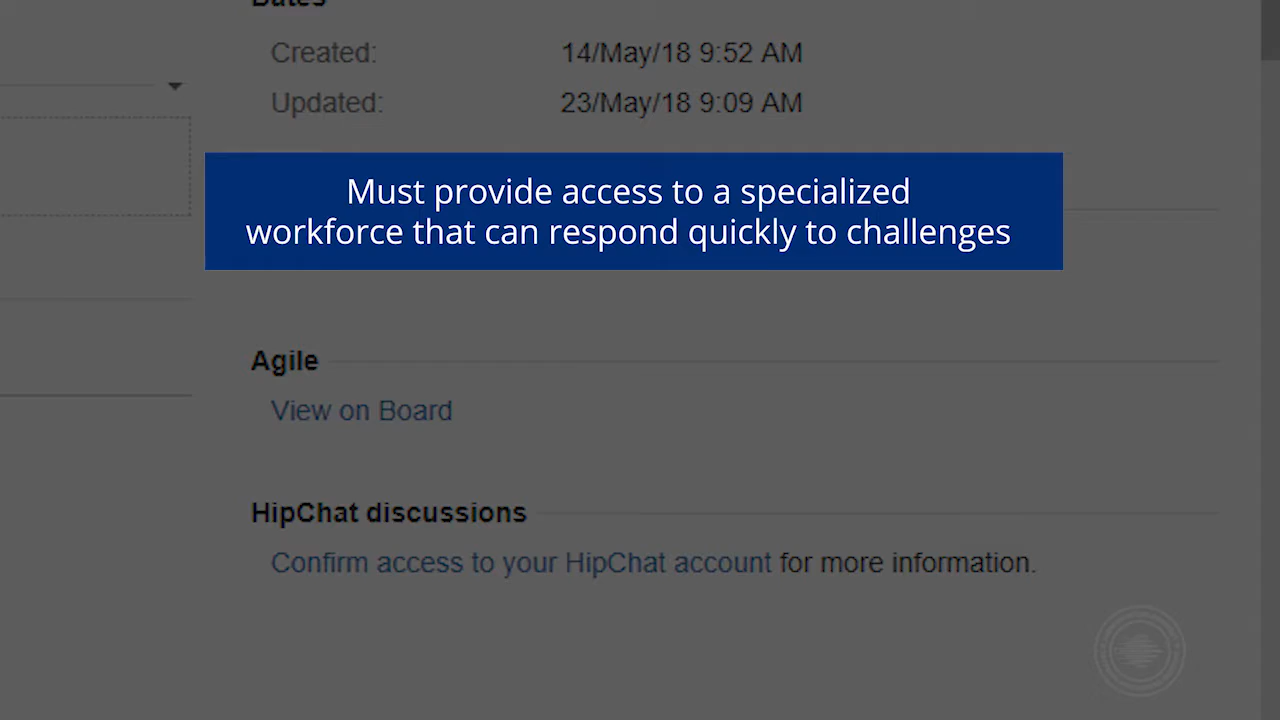 Dates
Created: 14/May/18 9:52 AM
Updated: 23/May/18 9:09 AM
Must provide access to a specialized
workforce that can respond quickly to challenges
Agile
View on Board
HipChat discussions
Confirm access to your HipChat account for more information.